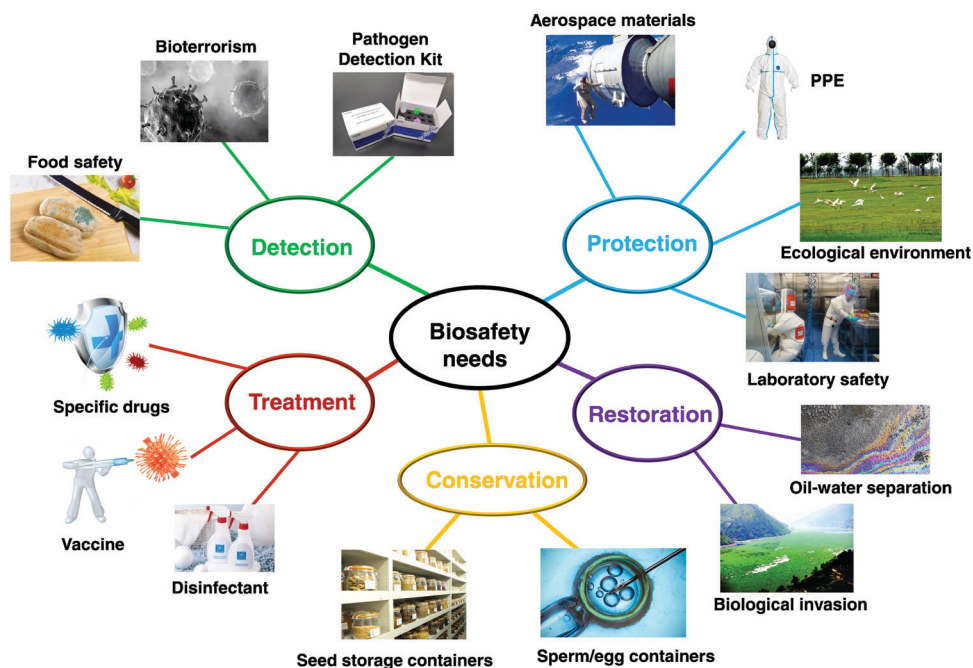 Bioterrorism
Pathogen
Detection Kit
Aerospace materials
PPE
Food safety
Detection
Protection
Ecological environment
Biosafety
needs
Specific drugs
Treatment
Restoration
Laboratory safety
Conservation
Oil-water separation
Vaccine
Disinfectant
Biological invasion
Seed storage containers
Sperm/egg containers